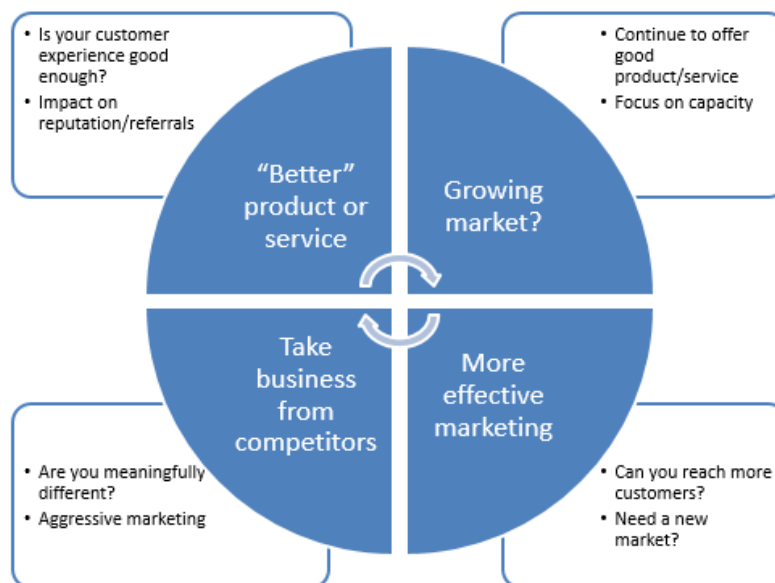 • Is your customer
experience good
enough?
• Impact on
reputation/referrals
• Continue to offer
good
product/service
• Focus on capacity
“Better”
product or
service
Growing
market?
Take
business
from
competitors
More
effective
marketing
• Are you meaningfully
different?
• Aggressive marketing
• Can you reach more
customers?
• Need a new
market?